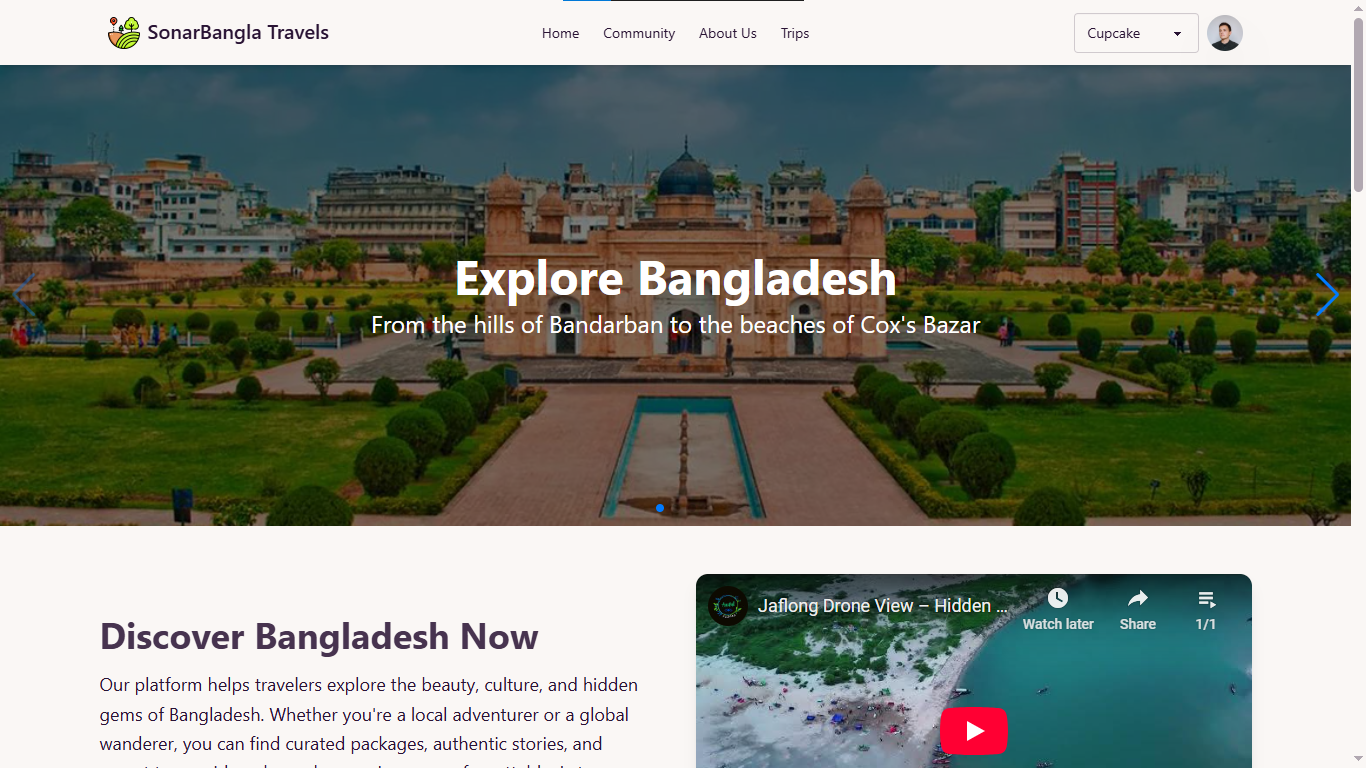 SonarBangla Travels
Home
Community
About Us
Trips
Cupcake
Explore Bangladesh
From the hills of Bandarban to the beaches of Cox's Bazar
Discover Bangladesh Now
Our platform helps travelers explore the beauty, culture, and hidden
gems of Bangladesh. Whether you're a local adventurer or a global
wanderer, you can find curated packages, authentic stories, and
Jaflong Drone View – Hidden ...
Watch later
Share
1/1